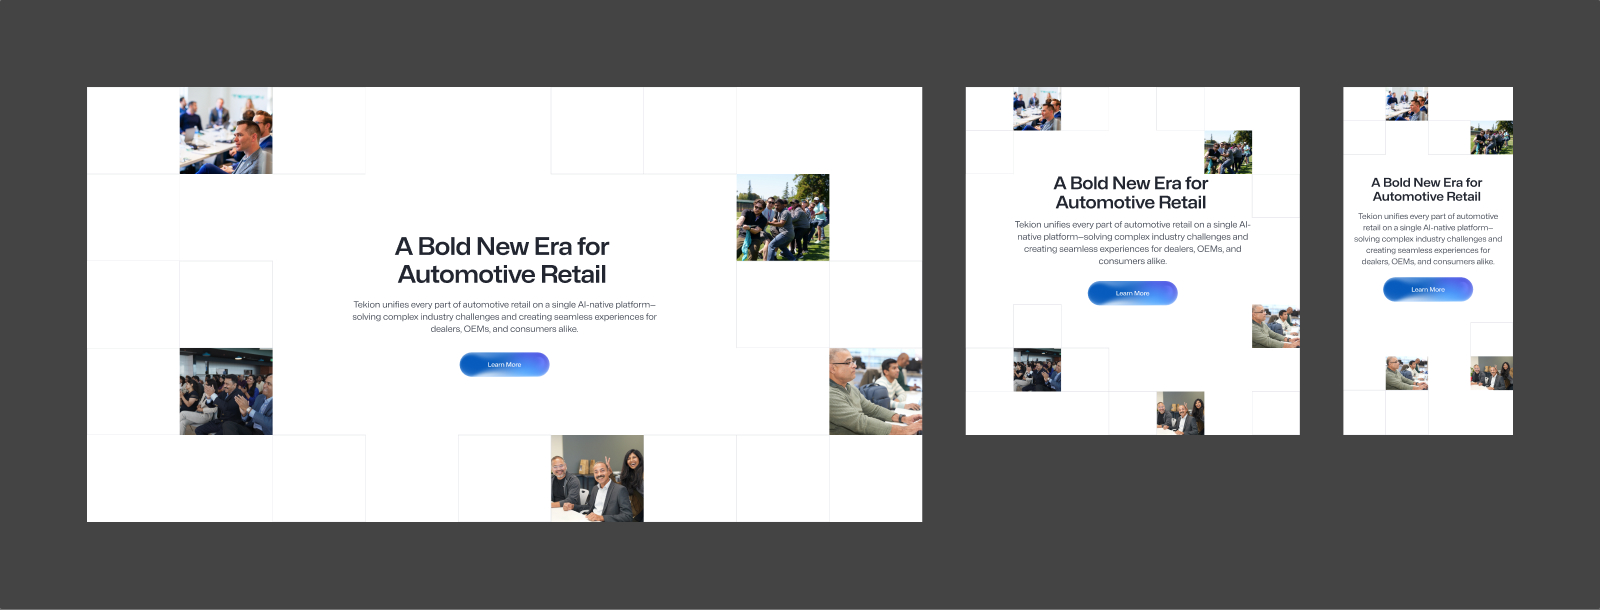 A Bold New Era for
Automotive Retail
Tekion unifies every part of automotive retail on a single AI-native platform—
solving complex industry challenges and creating seamless experiences for
dealers, OEMs, and consumers alike.
Learn More
A Bold New Era for
Automotive Retail
Tekion unifies every part of automotive retail on a single AI-
native platform—solving complex industry challenges and
creating seamless experiences for dealers, OEMs, and
consumers alike.
Learn More
A Bold New Era for
Automotive Retail
Tekion unifies every part of automotive
retail on a single AI-native platform—
solving complex industry challenges and
creating seamless experiences for
dealers, OEMs, and consumers alike.
Learn More